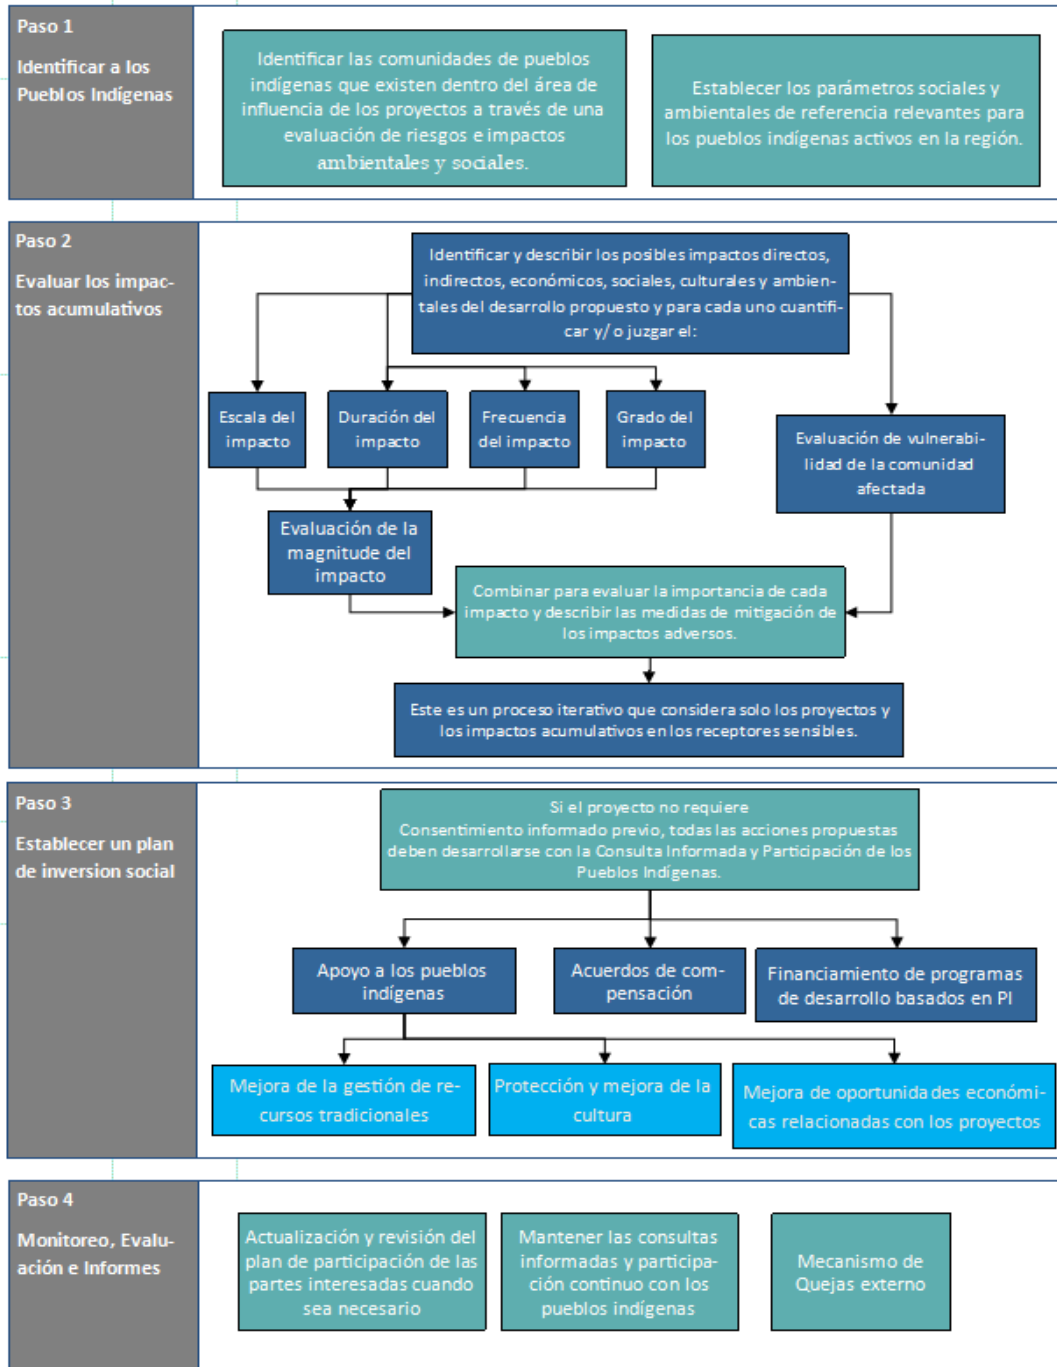 Paso 1
Identificar a los
Pueblos Indígenas
Identificar las comunidades de pueblos
indígenas que existen dentro del área de
influencia de los proyectos a través de una
evaluación de riesgos e impactos
ambientales y sociales.
Establecer los parámetros sociales y
ambientales de referencia relevantes para
los pueblos indígenas activos en la región.
Paso 2
Evaluar los impac-
tos acumulativos
Identificar y describir los posibles impactos directos,
indirectos, económicos, sociales, culturales y ambien-
tales del desarrollo propuesto y para cada uno cuantifi-
car y/ o juzgar el:
Escala del
impacto
Duración del
impacto
Frecuencia
del impacto
Grado del
impacto
Evaluación de vulnerabi-
lidad de la comunidad
afectada
Evaluación de la
magnitude del
impacto
Combinar para evaluar la importancia de cada
impacto y describir las medidas de mitigación de
los impactos adversos.
Este es un proceso iterativo que considera solo los proyectos y
los impactos acumulativos en los receptores sensibles.
Paso 3
Establecer un plan
de inversion social
Si el proyecto no requiere
Consentimiento informado previo, todas las acciones propuestas
deben desarrollarse con la Consulta Informada y Participación de los
Pueblos Indígenas.
Apoyo a los pueblos
indígenas
Acuerdos de com-
pensación
Financiamiento de programas
de desarrollo basados en PI
Mejora de la gestión de re-
cursos tradicionales
Protección y mejora de la
cultura
Mejora de oportunidades económi-
cas relacionadas con los proyectos
Paso 4
Monitoreo, Evalu-
ación e Informes
Actualización y revisión del
plan de participación de las
partes interesadas cuando
sea necesario
Mantener las consultas
informadas y participa-
ción continuo con los
pueblos indígenas
Mecanismo de
Quejas externo